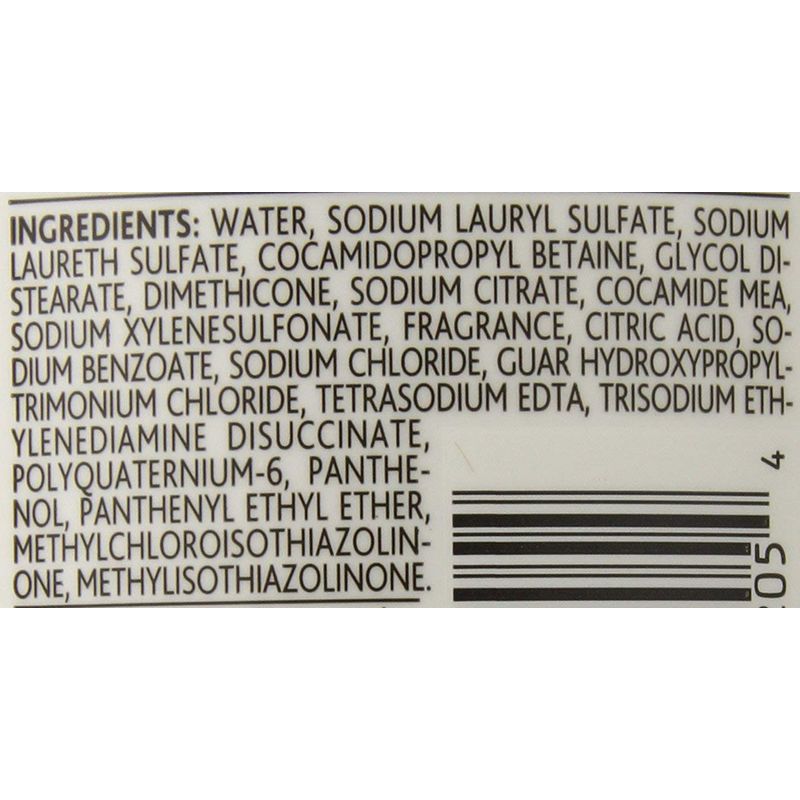 INGREDIENTS: WATER, SODIUM LAURYL SULFATE, SODIUM
LAURETH SULFATE, COCAMIDOPROPYL BETAINE, GLYCOL DI-
STEARATE, DIMETHICONE, SODIUM CITRATE, COCAMIDE MEA,
SODIUM XYLENESULFONATE, FRAGRANCE, CITRIC ACID, SO-
DIUM BENZOATE, SODIUM CHLORIDE, GUAR HYDROXYPROPYL-
TRIMONIUM CHLORIDE, TETRASODIUM EDTA, TRISODIUM ETH-
YLENEDIAMINE DISUCCINATE,
POLYQUATERNIUM-6, PANTHE-
NOL, PANTHENYL ETHYL ETHER,
METHYLCHLOROISOTHIAZOLIN-
ONE, METHYLISOTHIAZOLINONE.
4